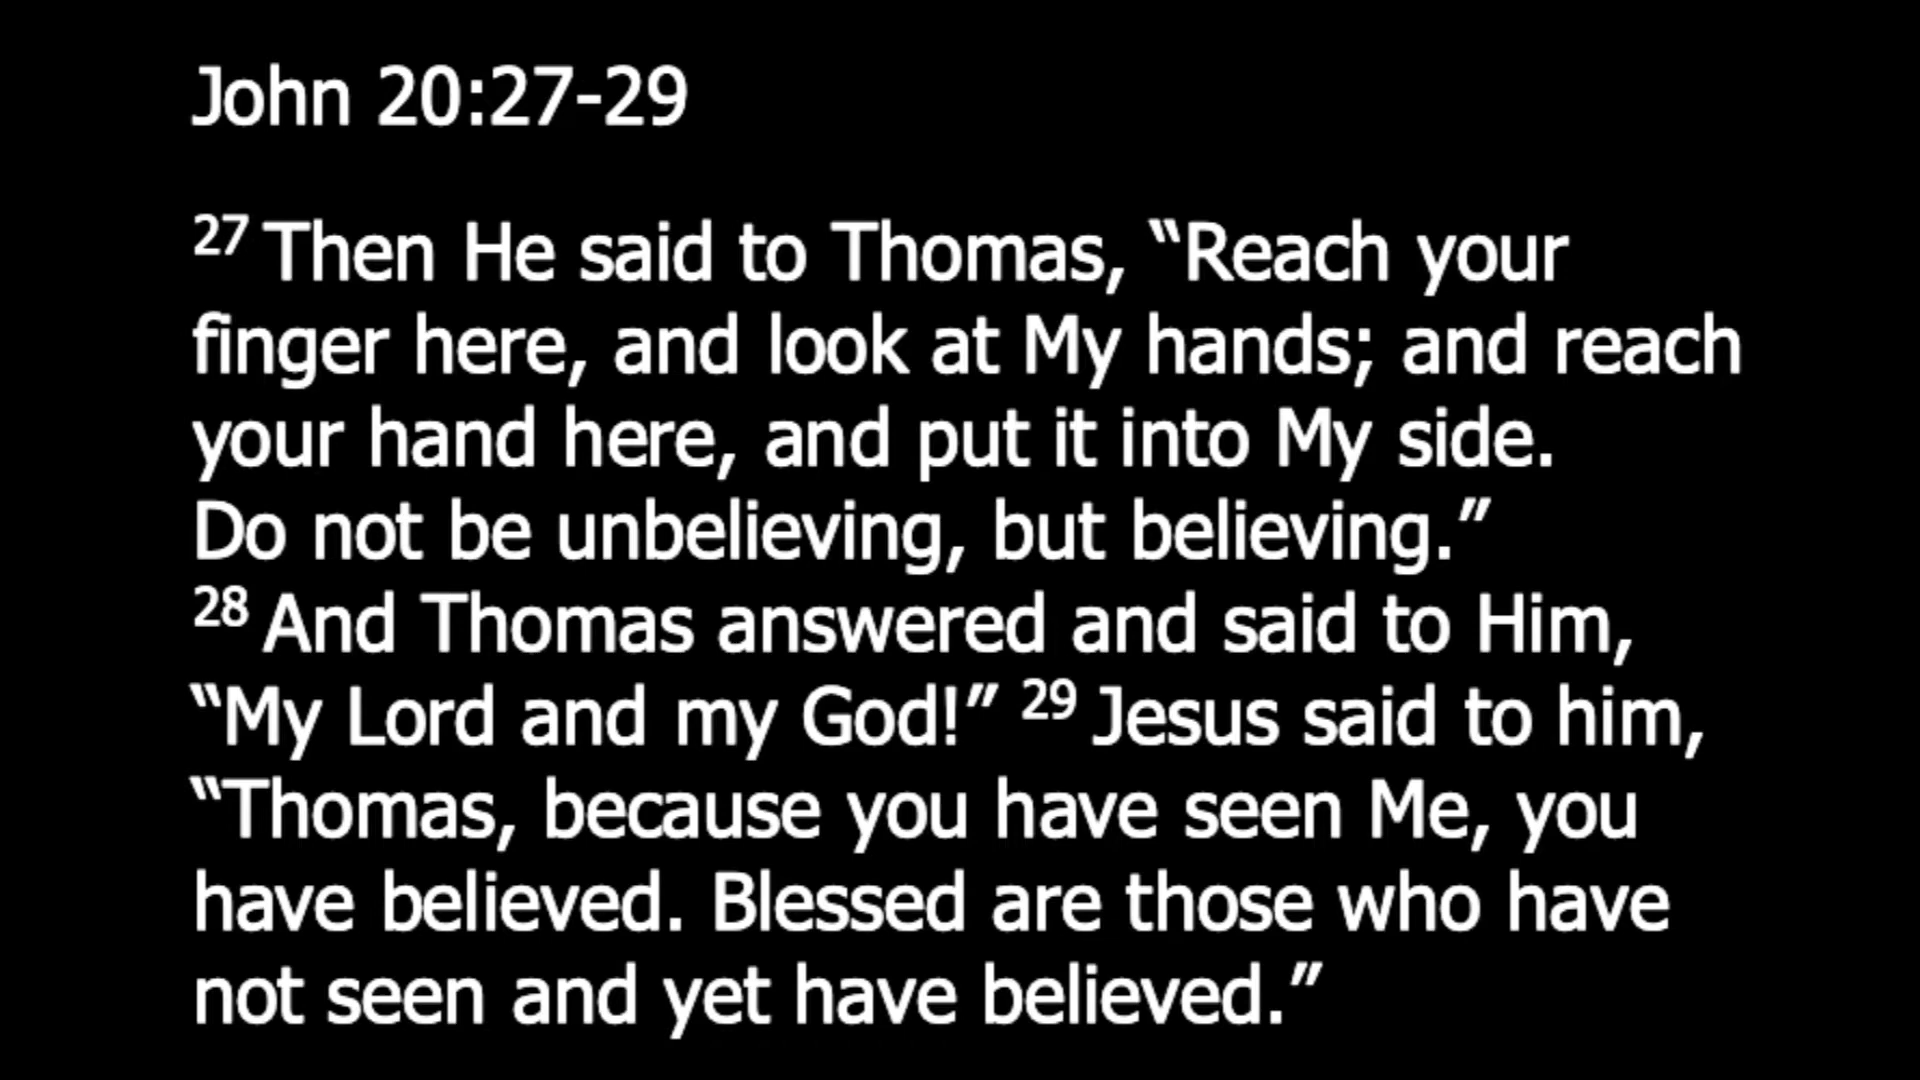 John 20:27-29
27 Then He said to Thomas, “Reach your
finger here, and look at My hands; and reach
your hand here, and put it into My side.
Do not be unbelieving, but believing.”
28 And Thomas answered and said to Him,
“My Lord and my God!” 29 Jesus said to him,
“Thomas, because you have seen Me, you
have believed. Blessed are those who have
not seen and yet have believed.”